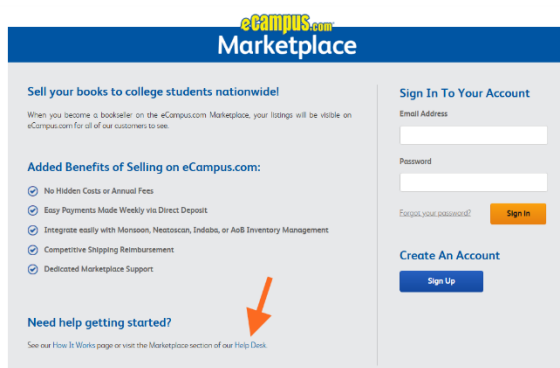 eCampus.com
Marketplace
Sell your books to college students nationwide!
When you become a bookseller on the eCampus.com Marketplace, your listings will be visible on
eCampus.com for all of our customers to see.
Added Benefits of Selling on eCampus.com:
No Hidden Costs or Annual Fees
Easy Payments Made Weekly via Direct Deposit
Integrate easily with Monsoon, Neatoscan, Indaba, or AoB Inventory Management
Competitive Shipping Reimbursement
Dedicated Marketplace Support
Need help getting started?
See our How It Works page or visit the Marketplace section of our Help Desk.
Sign In To Your Account
Email Address
Password
Forgot your password?
Sign In
Create An Account
Sign Up